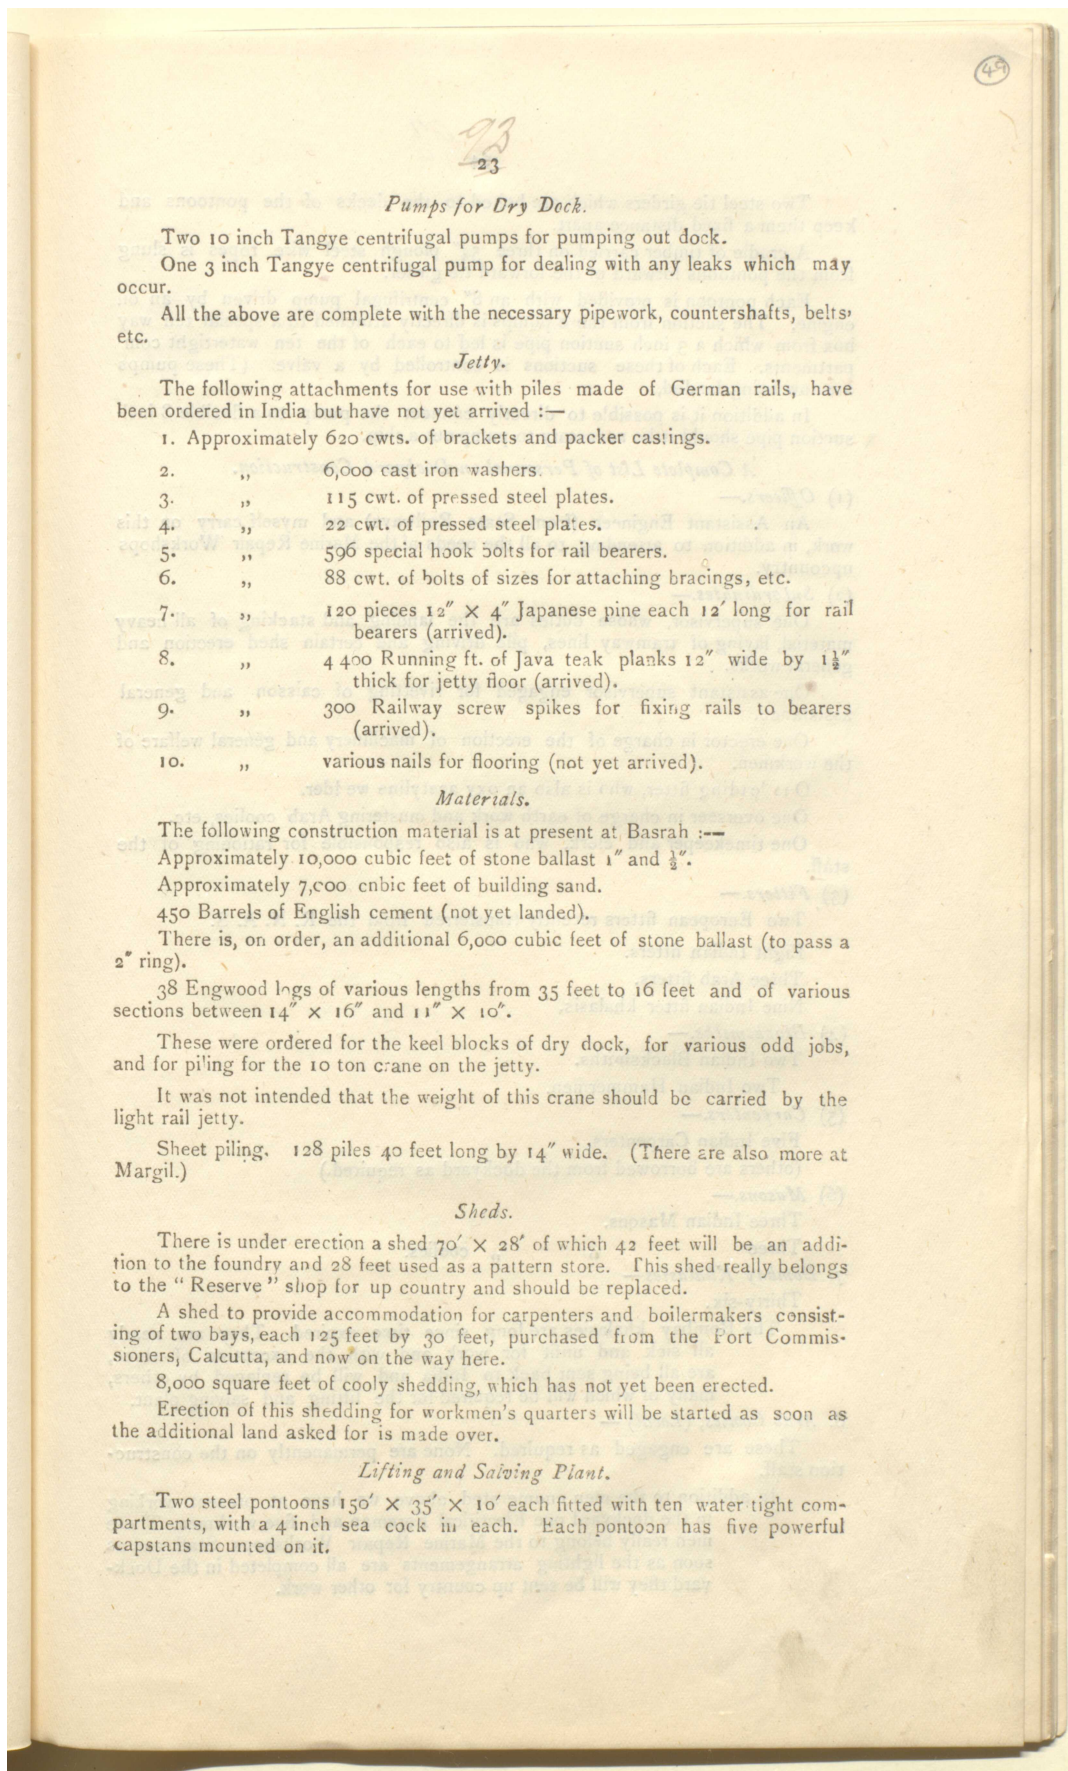 49
93
23
Pumps for Dry Dock.
Two 10 inch Tangye centrifugal pumps for pumping out dock.
One 3 inch Tangye centrifugal pump for dealing with any leaks which may
occur.
All the above are complete with the necessary pipework, countershafts, belts,
etc.
Jetty.
The following attachments for use with piles made of German rails, have
been ordered in India but have not yet arrived :—
1. Approximately 620 cwts. of brackets and packer castings.
2. „ 6,000 cast iron washers.
3. „ 115 cwt. of pressed steel plates.
4. „ 22 cwt. of pressed steel plates.
5. „ 596 special hook bolts for rail bearers.
6. „ 88 cwt. of bolts of sizes for attaching bracings, etc.
7. „ 120 pieces 12″ × 4″ Japanese pine each 12′ long for rail
bearers (arrived).
8. „ 4 400 Running ft. of Java teak planks 12″ wide by 1½″
thick for jetty floor (arrived).
9. „ 300 Railway screw spikes for fixing rails to bearers
(arrived).
10. „ various nails for flooring (not yet arrived).
Materials.
The following construction material is at present at Basrah :—
Approximately 10,000 cubic feet of stone ballast 1″ and ½″.
Approximately 7,000 cnbic feet of building sand.
450 Barrels of English cement (not yet landed).
There is, on order, an additional 6,000 cubic feet of stone ballast (to pass a
2″ ring).
38 Engwood logs of various lengths from 35 feet to 16 feet and of various
sections between 14″ × 16″ and 11″ × 10″.
These were ordered for the keel blocks of dry dock, for various odd jobs,
and for piling for the 10 ton crane on the jetty.
It was not intended that the weight of this crane should be carried by the
light rail jetty.
Sheet piling. 128 piles 40 feet long by 14″ wide. (There are also more at
Margil.)
Sheds.
There is under erection a shed 70′ × 28′ of which 42 feet will be an addi-
tion to the foundry and 28 feet used as a pattern store. This shed really belongs
to the “ Reserve ” shop for up country and should be replaced.
A shed to provide accommodation for carpenters and boilermakers consist-
ing of two bays, each 125 feet by 30 feet, purchased from the Port Commis-
sioners, Calcutta, and now on the way here.
8,000 square feet of cooly shedding, which has not yet been erected.
Erection of this shedding for workmen's quarters will be started as soon as
the additional land asked for is made over.
Lifting and Salving Plant.
Two steel pontoons 150′ × 35′ × 10′ each fitted with ten water tight com-
partments, with a 4 inch sea cock in each. Each pontoon has five powerful
capstans mounted on it.